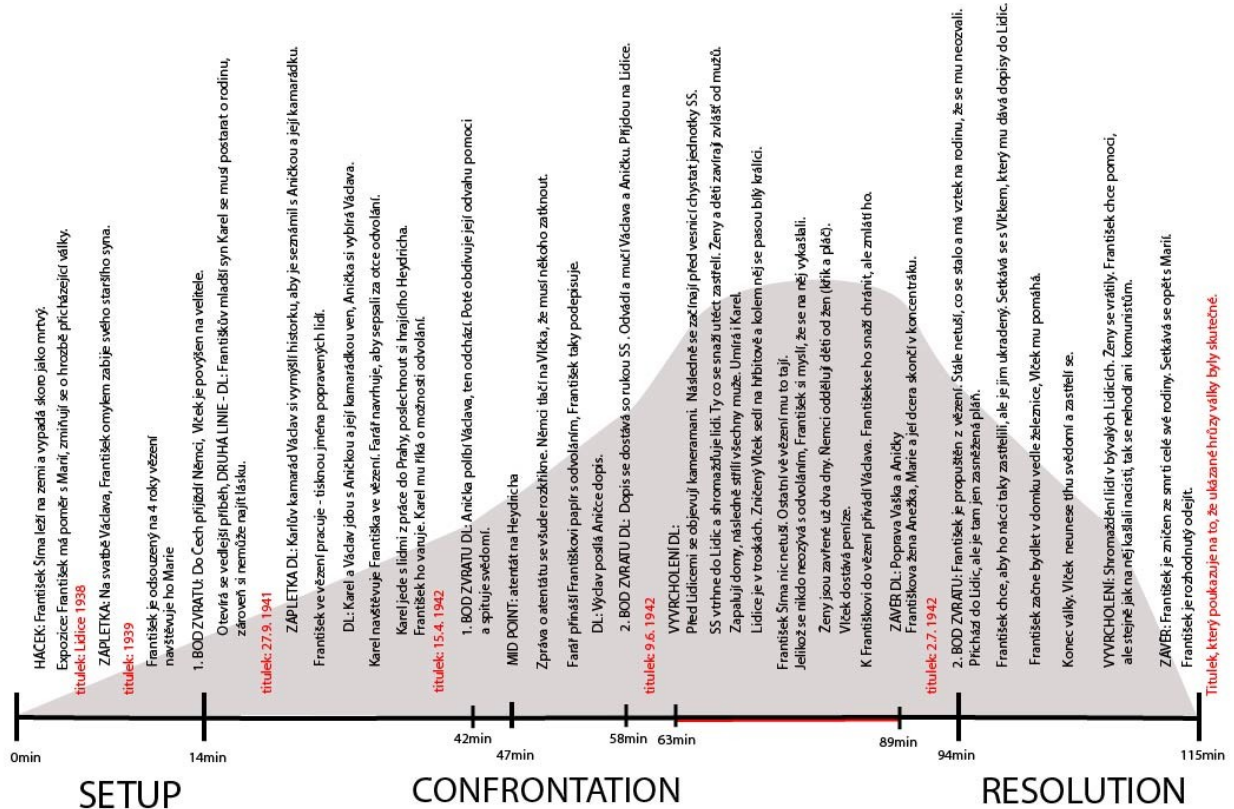 HÁČEK: František Šíma leží na zemi a vypadá skoro jako mrtvý.
Expozice: František má poměr s Marií, zmiňují se o hrozbě přicházející války.
titulek: Lidice 1938
ZÁPLETKA: Na svatbě Václava, František omylem zabije svého staršího syna.
titulek: 1939
František je odsouzený na 4 roky vězení
navštěvuje ho Marie
1. BOD ZVRATU: Do Čech přijíždí Němci, Vlček je povýšen na velitele.
Otevírá se vedlejší příběh, DRUHÁ LINIE - DL: Františkův mladší syn Karel se musí postarat o rodinu,
zároveň si nemůže najít lásku.
titulek: 27.9. 1941
ZÁPLETKA DL: Karlův kamarád Václav si vymýšlí historku, aby je seznámil s Aničkou a její kamarádku.
František ve vězení pracuje - tisknou jména popravených lidí.
DL: Karel a Václav jdou s Aničkou a její kamarádkou ven, Anička si vybírá Václava.
Karel navštěvuje Františka ve vězení. Farář navrhuje, aby sepsali za otce odvolání.
Karel jede s lidmi z práce do Prahy, poslechnout si hrajícího Heydricha.
František ho varuje. Karel mu říká o možnosti odvolání.
titulek: 15.4. 1942
1. BOD ZVRATU DL: Anička políbí Václava, ten odchází. Poté obdivuje její odvahu pomoci
a spituje svědomí.
MID POINT: atentát na Heydricha
Zpráva o atentátu se všude rozkřikne. Němci tlačí na Vlčka, že musí někoho zatknout.
Farář přináší Františkovi papír s odvoláním, František taky podepisuje.
DL: Václav posílá Aničce dopis.
2. BOD ZVRATU DL: Dopis se dostává so rukou SS. Odvádí a mučí Václava a Aničku. Přijdou na Lidice.
titulek: 9.6. 1942
VYVRCHOLENÍ DL:
Před Lidicemi se objevují kameramani. Následně se začínají před vesnicí chystat jednotky SS.
SS vtrhne do Lidic a shromažďuje lidi. Ty co se snaží utéct zastřelí. Ženy a děti zavírají zvlášť od mužů.
Zapalují domy, následně střílí všechny muže. Umírá i Karel.
Lidice je v troskách. Zničený Vlček sedí na hřbitově a kolem něj se pasou bílý králíci.
František Šíma nic netuší. Ostatní vě vězení mu to tají.
Jelikož se nikdo neozývá s odvoláním, František si myslí, že se na něj vykašlali.
Ženy jsou zavřené už dva dny. Němci oddělují děti od žen (křik a pláč).
Vlček dostává peníze.
K Františkovi do vězení přivádí Václava. Františekse ho snaží chránit, ale zmlátí ho.
ZÁVĚR DL: Poprava Vaška a Aničky
Františkova žena Anežka, Marie a její dcera skončí v koncentráku.
titulek: 2.7. 1942
2. BOD ZVRATU: František je propuštěn z vězení. Stále netuší, co se stalo a má vztek na rodinu, že se mu neozvali.
Přichází do Lidic, ale je tam jen zasněžená pláň.
František chce, aby ho nácci taky zastřelili, ale je jim ukradený. Setkává se s Vlčkem, který mu dává dopisy do Lidic.
František začne bydlet v domku vedle železnice, Vlček mu pomáhá.
Konec války. Vlček neunese tíhu svědomí a zastřelí se.
VYVRCHOLENÍ: Shromáždění lidí v bývalých Lidicích. Ženy se vrátily. František chce pomoci,
ale stejně jak na něj kašlali nacisti, tak se nehodí ani komunistům.
ZÁVĚR: František je zničen ze smrti celé své rodiny. Setkává se opět s Marií.
František je rozhodnutý odejít.
Titulek, který poukazuje na to, že ukázané hrůzy války byly skutečné.
0min
14min
42min
47min
58min
63min
89min
94min
115min
SETUP
CONFRONTATION
RESOLUTION